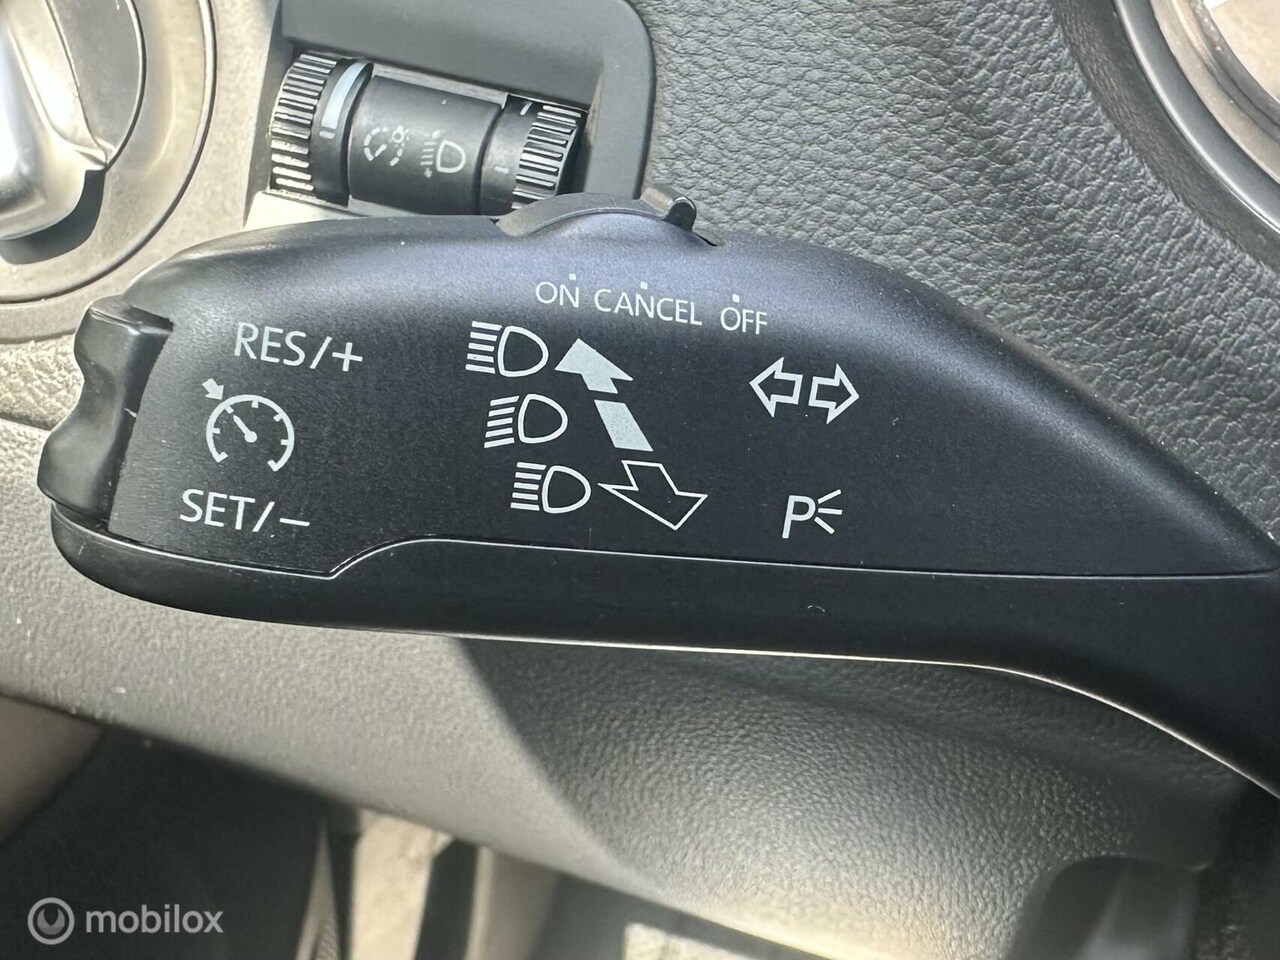 ON CANCEL OFF
RES/+
SET/−
P
mobilox